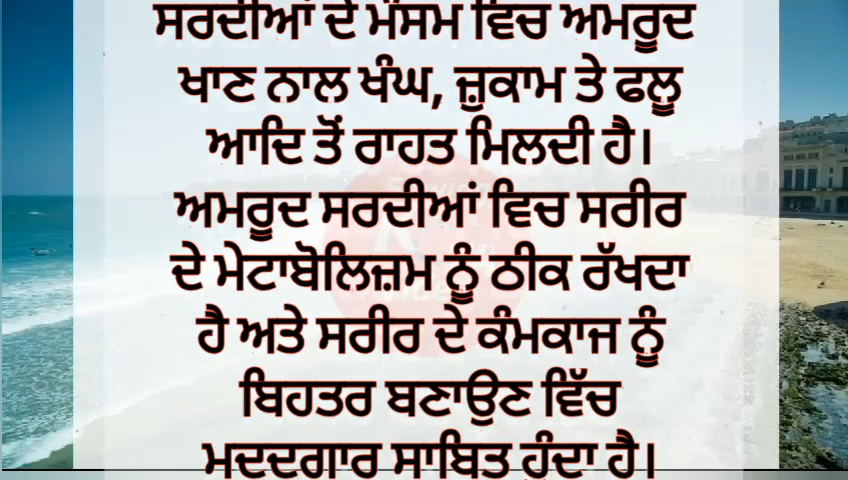 ਸਰਦੀਆਂ ਦੇ ਮੌਸਮ ਵਿਚ ਅਮਰੂਦ
ਖਾਣ ਨਾਲ ਖੰਘ, ਜ਼ੁਕਾਮ ਤੇ ਫਲੂ
ਆਦਿ ਤੋਂ ਰਾਹਤ ਮਿਲਦੀ ਹੈ।
ਅਮਰੂਦ ਸਰਦੀਆਂ ਵਿਚ ਸਰੀਰ
ਦੇ ਮੇਟਾਬੋਲਿਜ਼ਮ ਨੂੰ ਠੀਕ ਰੱਖਦਾ
ਹੈ ਅਤੇ ਸਰੀਰ ਦੇ ਕੰਮਕਾਜ ਨੂੰ
ਬਿਹਤਰ ਬਣਾਉਣ ਵਿੱਚ
ਮਦਦਗਾਰ ਸਾਬਿਤ ਹੁੰਦਾ ਹੈ।